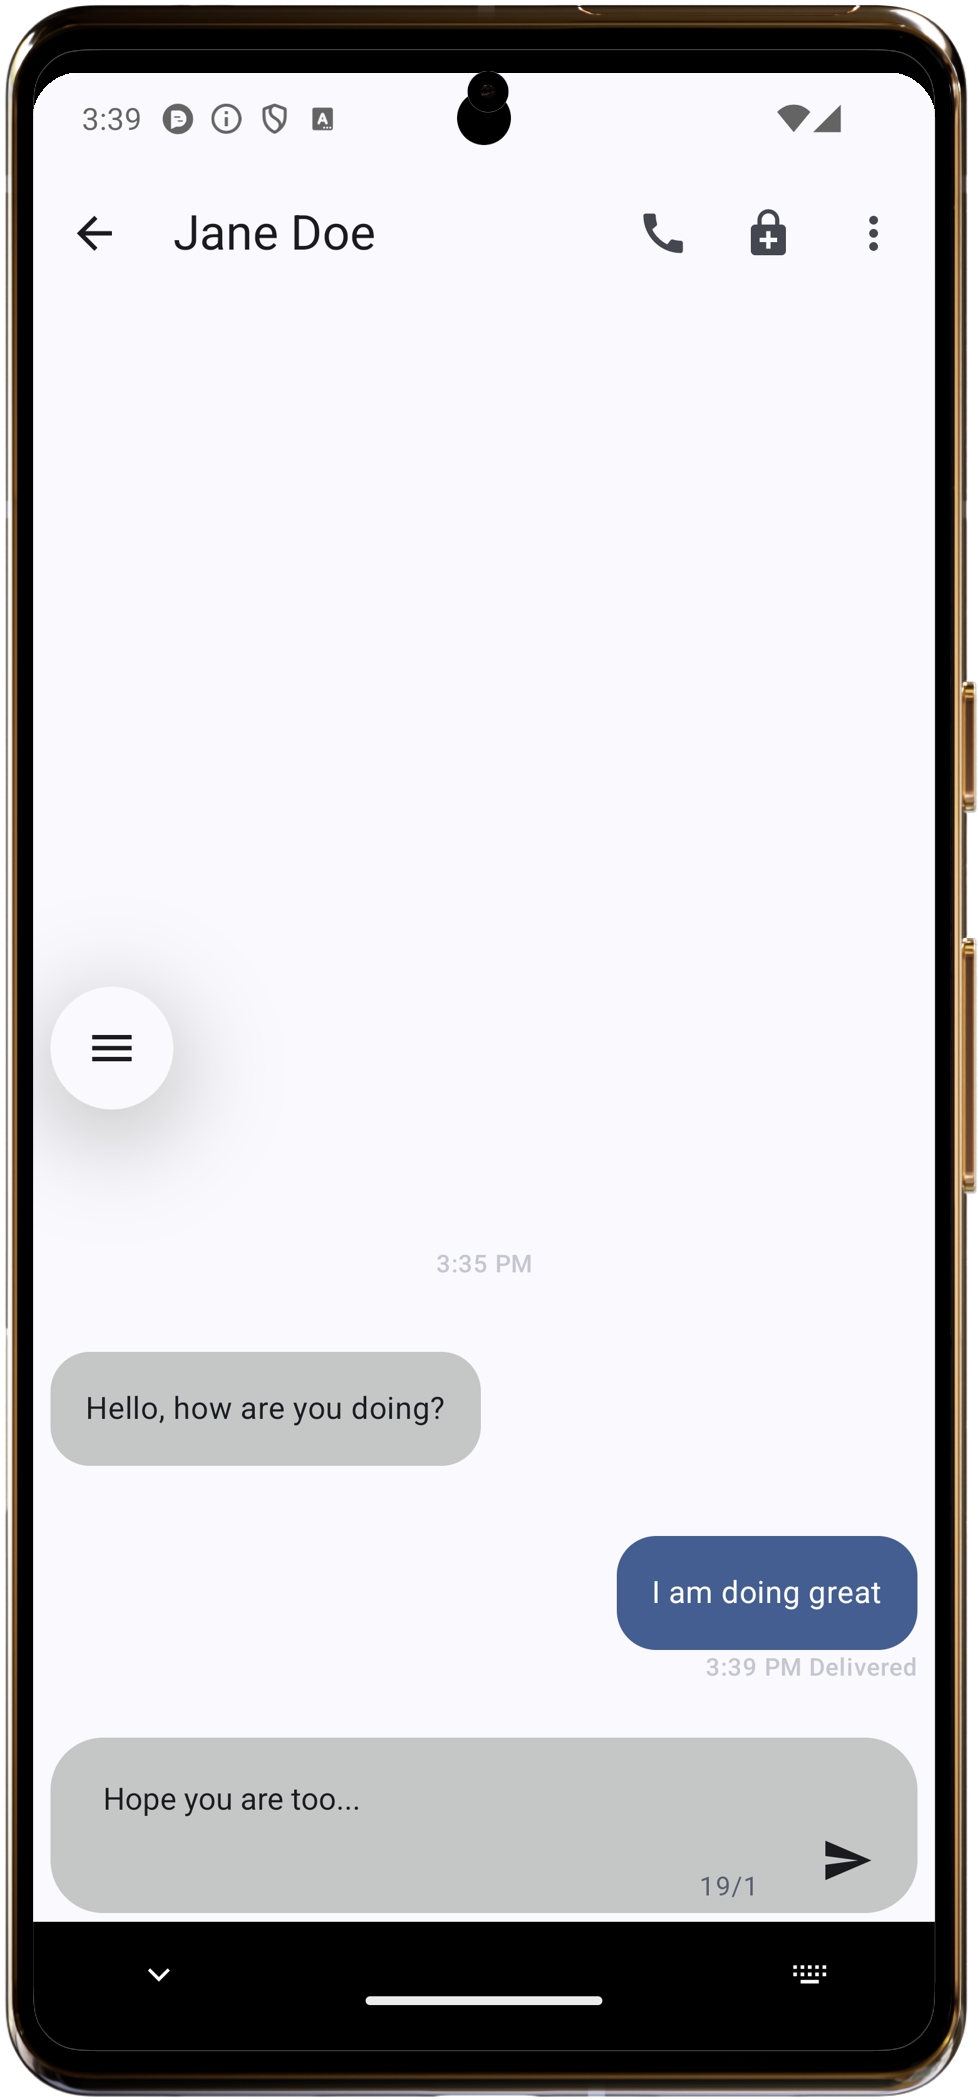 3:39
Jane Doe
3:35 PM
Hello, how are you doing?
I am doing great
3:39 PM Delivered
Hope you are too...
19/1